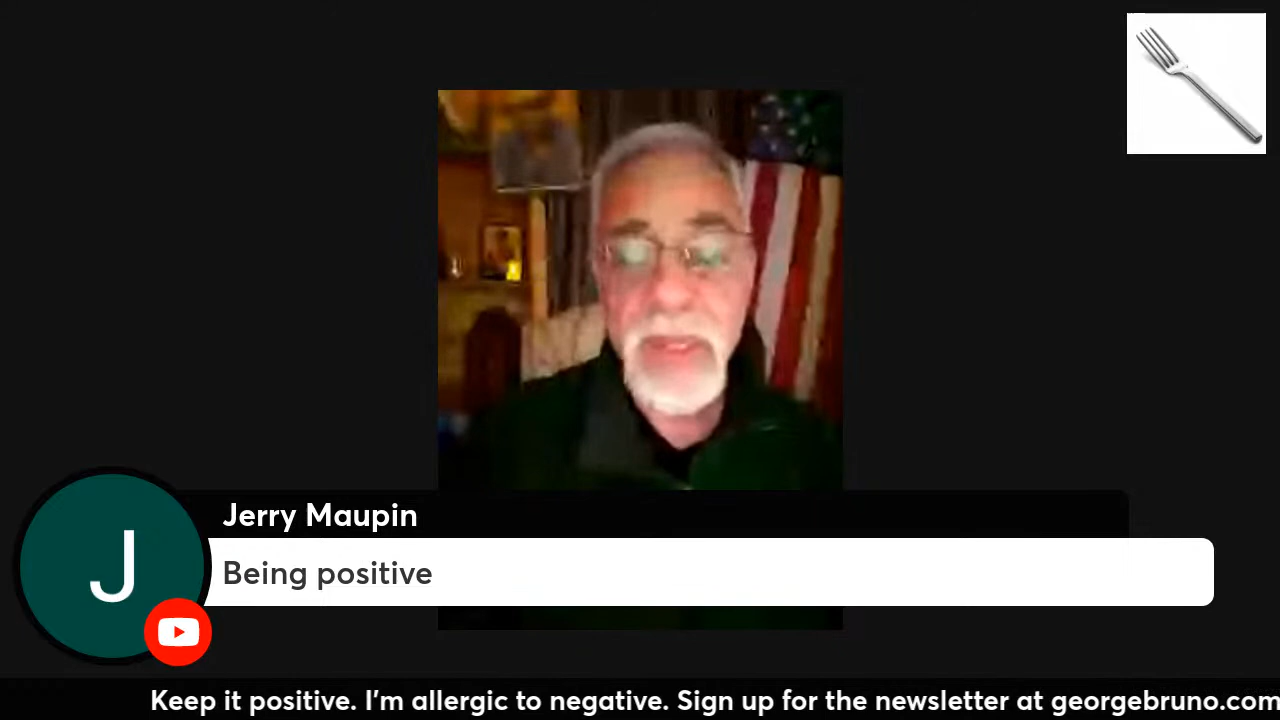 Jerry Maupin
J
Being positive
Keep it positive. I'm allergic to negative. Sign up for the newsletter at georgebruno.com